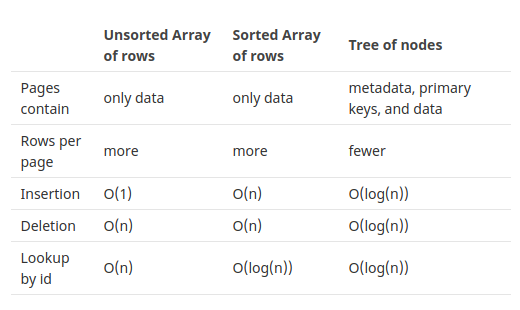 Unsorted Array of rows	Sorted Array of rows	Tree of nodes
Pages contain	only data	only data	metadata, primary keys, and data
Rows per page	more	more	fewer
Insertion	O(1)	O(n)	O(log(n))
Deletion	O(n)	O(n)	O(log(n))
Lookup by id	O(n)	O(log(n))	O(log(n))